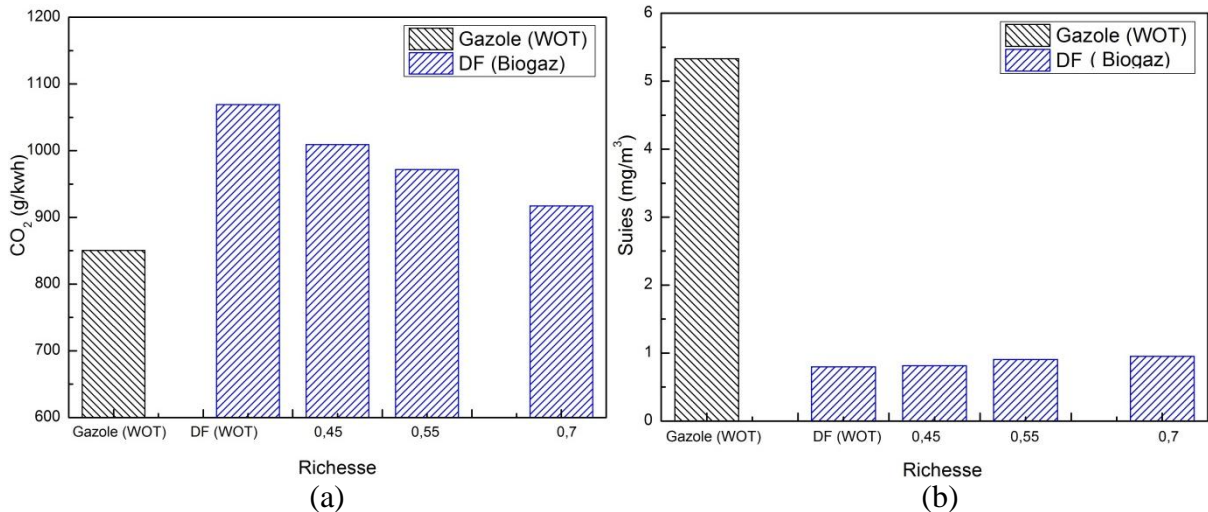 1200
1100
1000
900
800
700
600
CO₂ (g/kwh)
Gazole (WOT)
DF (Biogaz)
Gazole (WOT) DF (WOT) 0,45 0,55 0,7
Richesse
(a)
6
5
4
3
2
1
0
Suies (mg/m³)
Gazole (WOT)
DF ( Biogaz)
Gazole (WOT) DF (WOT) 0,45 0,55 0,7
Richesse
(b)